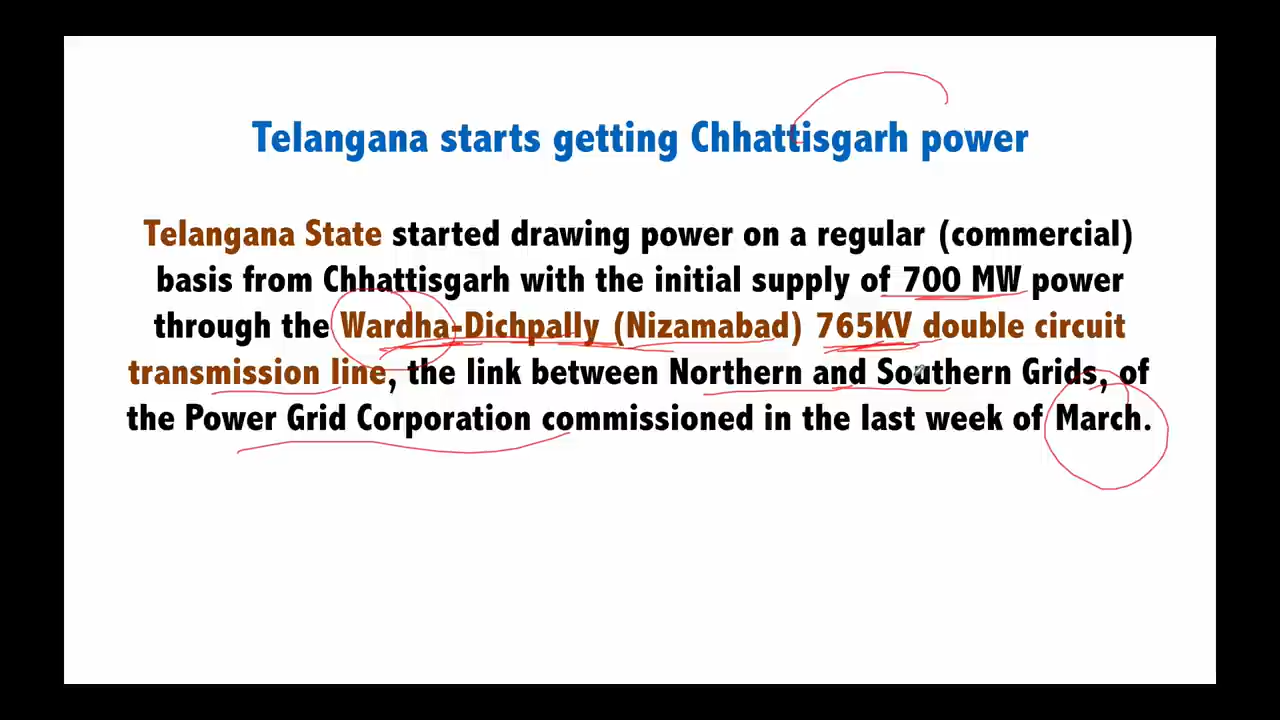 Telangana starts getting Chhattisgarh power
Telangana State started drawing power on a regular (commercial)
basis from Chhattisgarh with the initial supply of 700 MW power
through the Wardha-Dichpally (Nizamabad) 765KV double circuit
transmission line, the link between Northern and Southern Grids, of
the Power Grid Corporation commissioned in the last week of March.